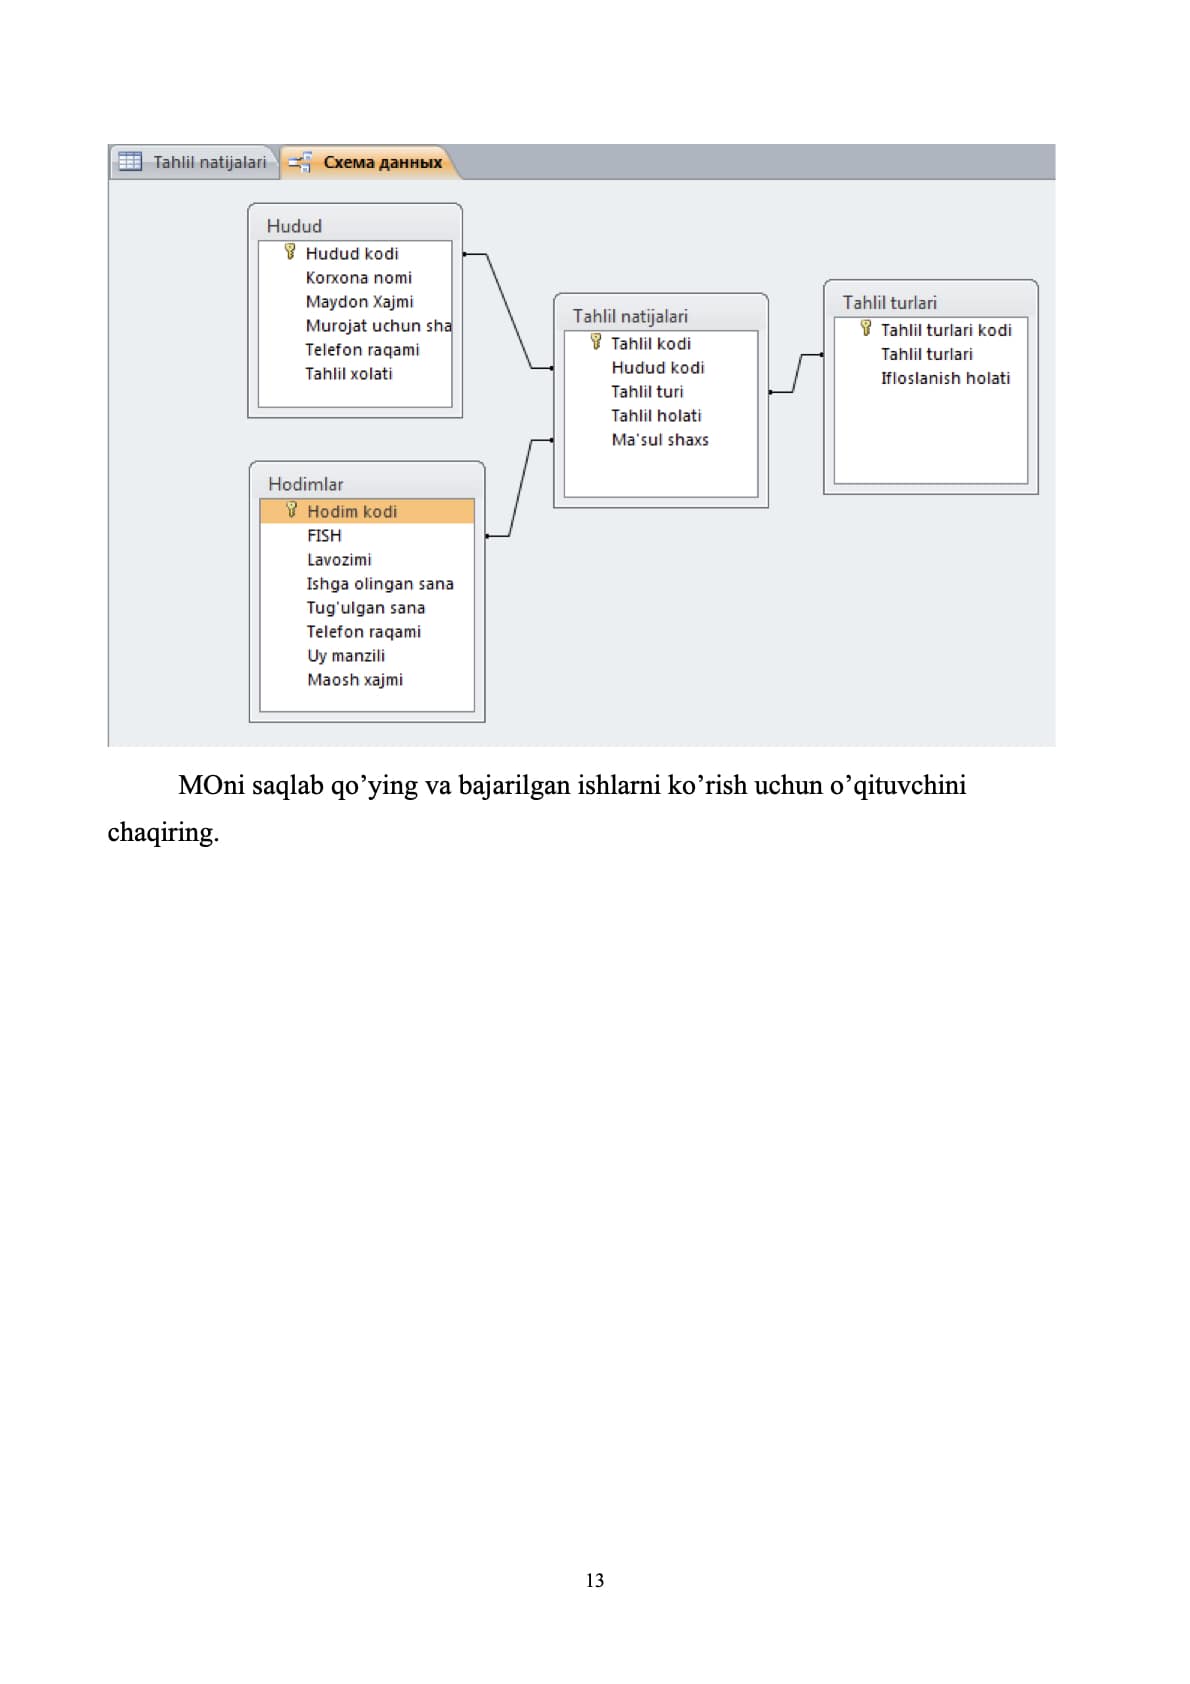 Tahlil natijalari
Схема данных
Hudud
Hudud kodi
Korxona nomi
Maydon Xajmi
Murojat uchun sha
Telefon raqami
Tahlil xolati
Tahlil natijalari
Tahlil kodi
Hudud kodi
Tahlil turi
Tahlil holati
Ma'sul shaxs
Tahlil turlari
Tahlil turlari kodi
Tahlil turlari
Ifloslanish holati
Hodimlar
Hodim kodi
FISH
Lavozimi
Ishga olingan sana
Tug'ulgan sana
Telefon raqami
Uy manzili
Maosh xajmi
MOni saqlab qo’ying va bajarilgan ishlarni ko’rish uchun o’qituvchini
chaqiring.
13